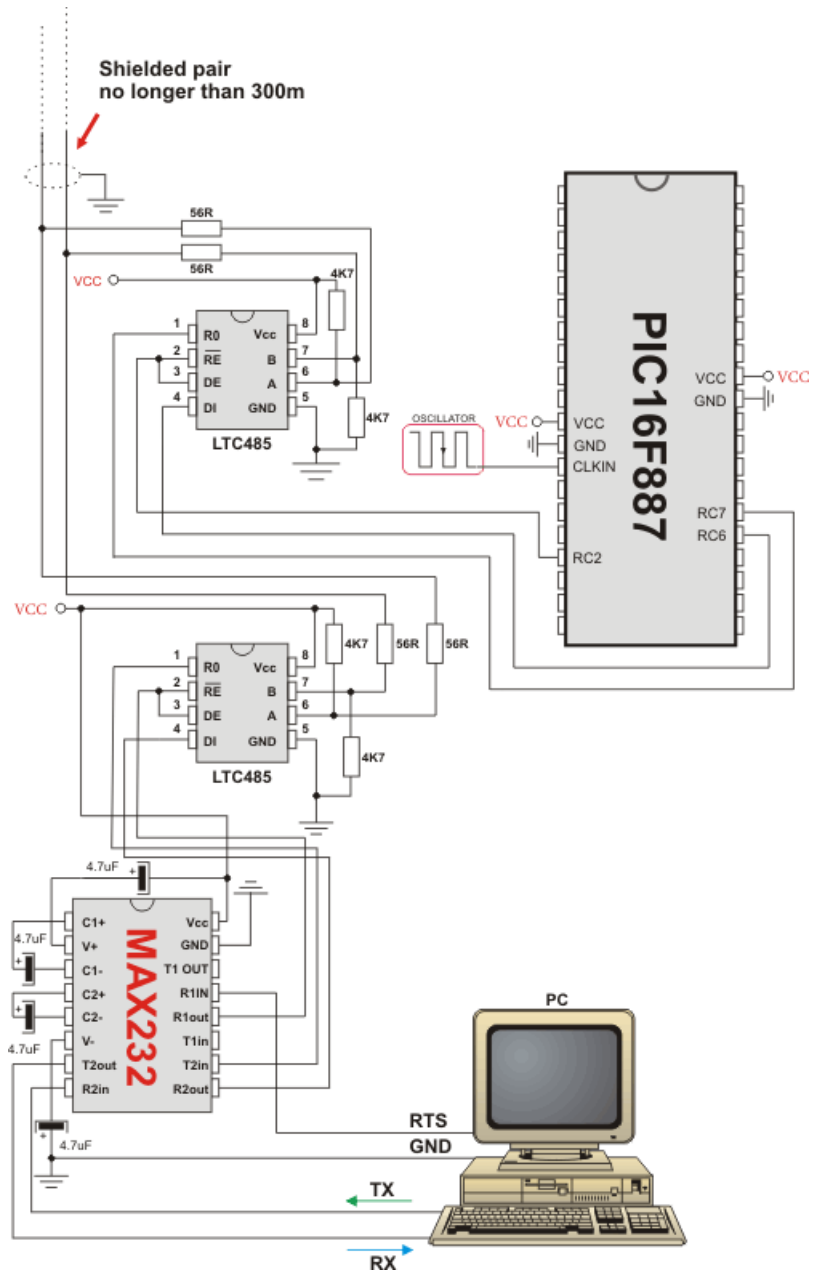 Shielded pair
no longer than 300m
56R
56R
VCC
4K7
1 R0 Vcc 8
2 RE B 7
3 DE A 6
4 DI GND 5
4K7
LTC485
OSCILLATOR
PIC16F887
VCC
GND
VCC
VCC
VCC
GND
CLKIN
RC7
RC6
RC2
VCC
1 R0 Vcc 8
2 RE B 7
3 DE A 6
4 DI GND 5
4K7
56R
56R
4K7
LTC485
4.7uF
+
MAX232
C1+ Vcc
4.7uF
V+ GND
+
C1- T1 OUT
C2+ R1IN
+
C2- R1out
V- T1in
4.7uF
T2out T2in
R2in R2out
+
4.7uF
PC
RTS
GND
TX
RX